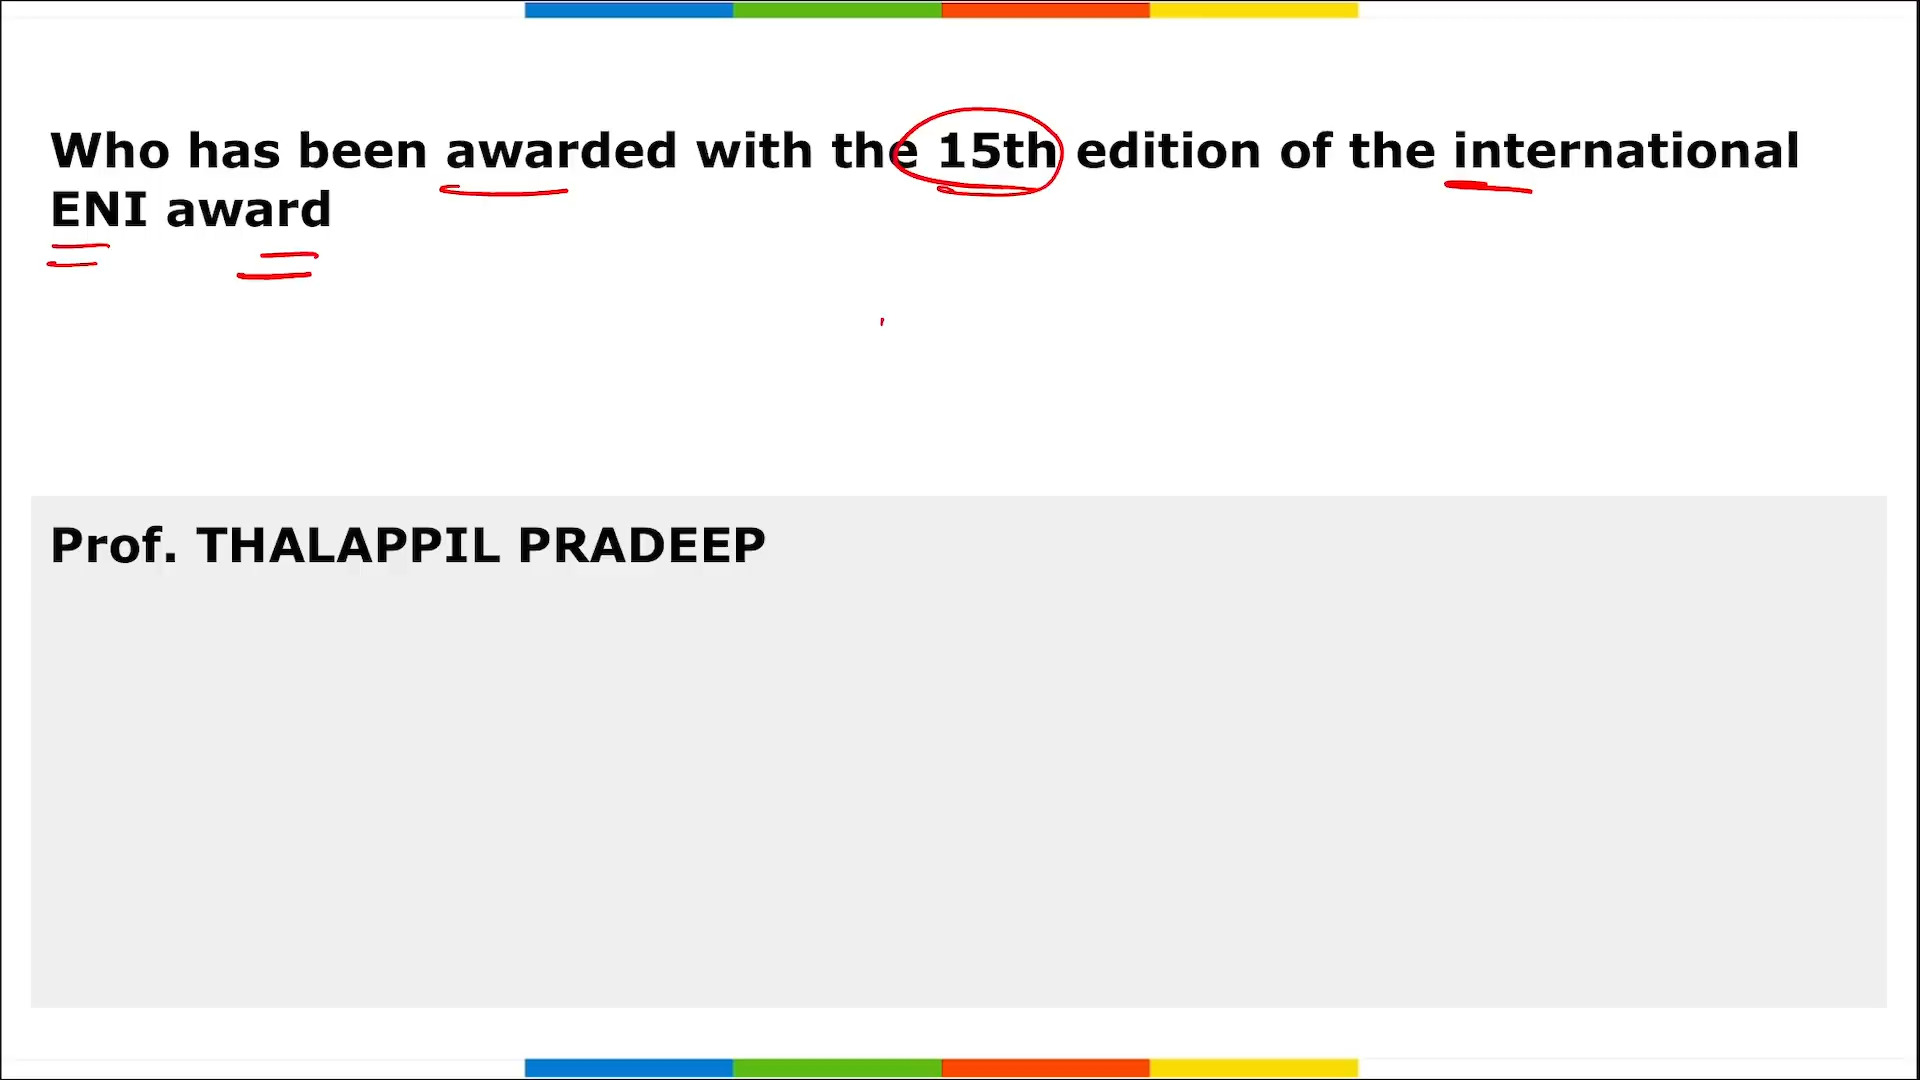 Who has been awarded with the 15th edition of the international
ENI award
Prof. THALAPPIL PRADEEP